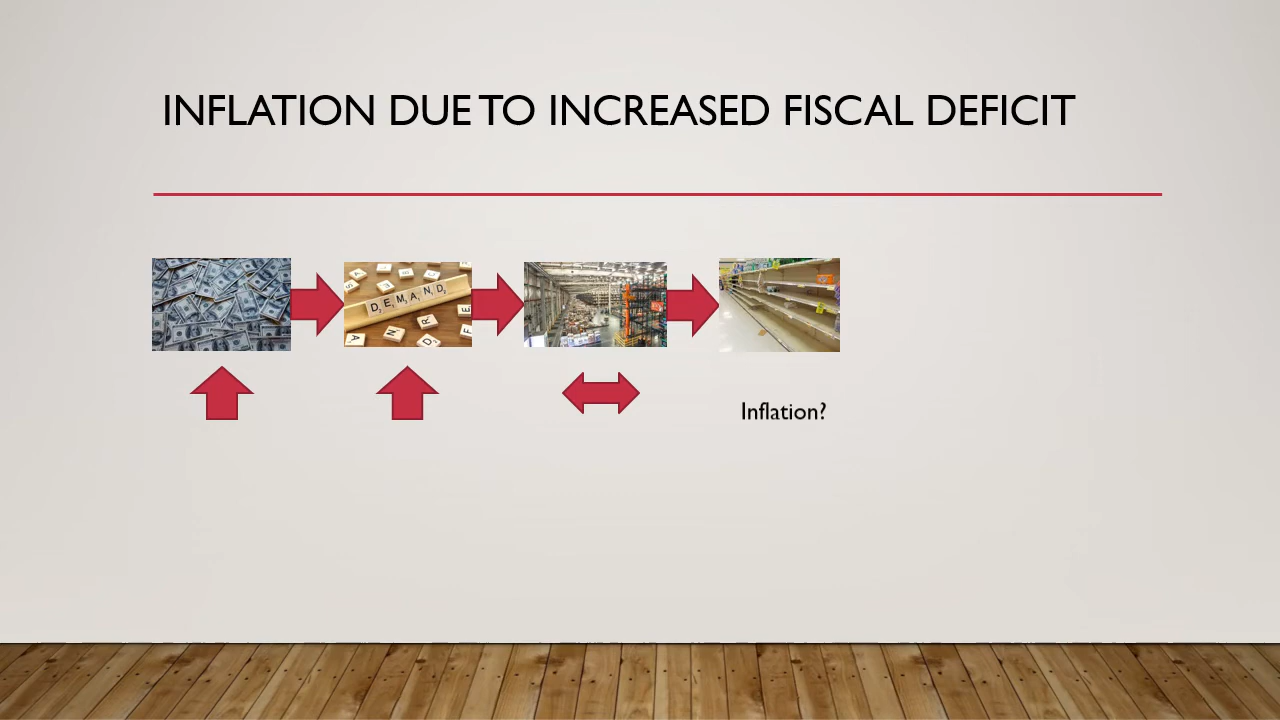 INFLATION DUE TO INCREASED FISCAL DEFICIT
DEMAND
Inflation?